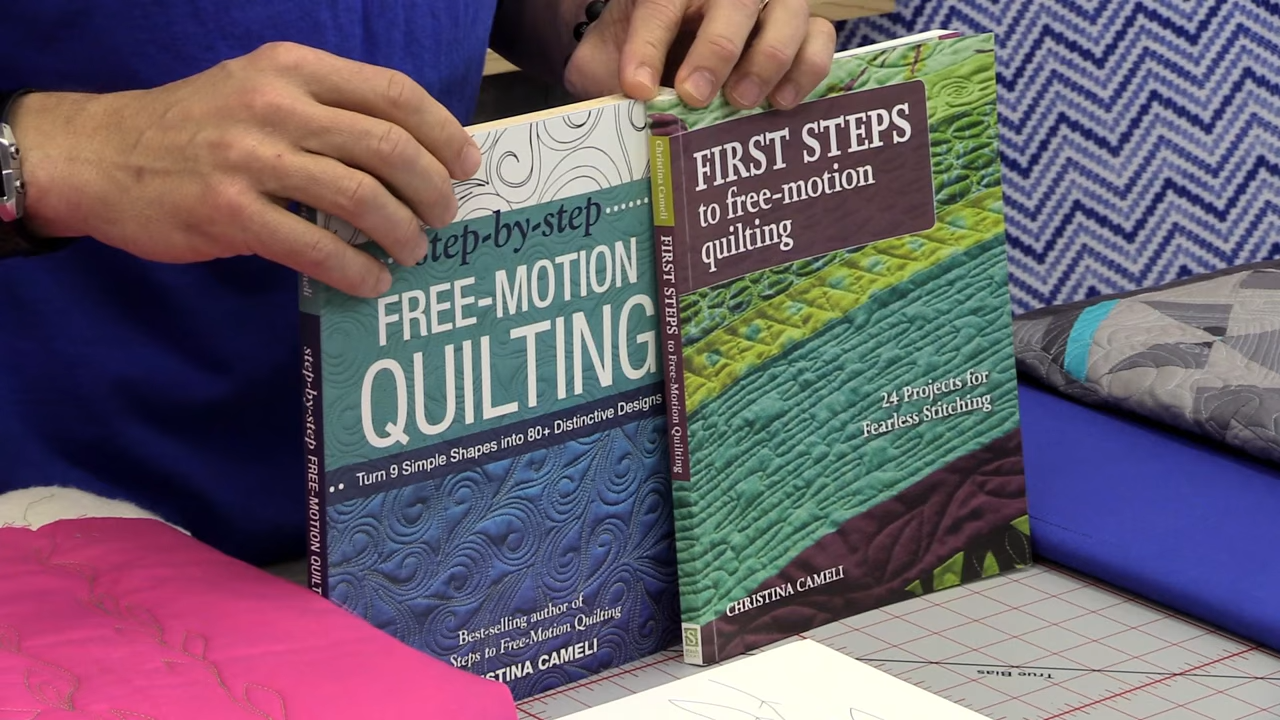 step-by-step
FREE-MOTION
QUILTING
Turn 9 Simple Shapes into 80+ Distinctive Designs
Best-selling author of
Steps to Free-Motion Quilting
CAMELI
step-by-step FREE-MOTION
Christina Cameli
FIRST STEPS to Free-Motion Quilting
FIRST STEPS
to free-motion
quilting
24 Projects for
Fearless Stitching
CHRISTINA CAMELI
True Bias